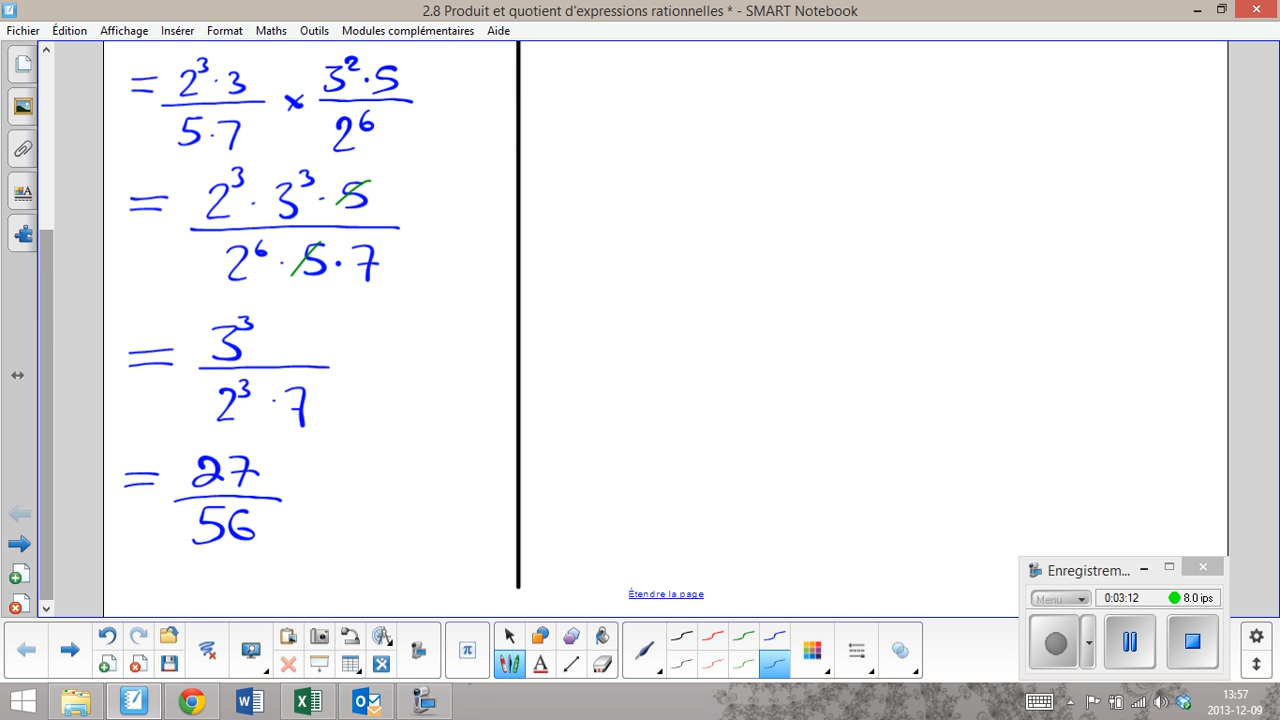 2.8 Produit et quotient d'expressions rationnelles * - SMART Notebook
Fichier Édition Affichage Insérer Format Maths Outils Modules complémentaires Aide
= 2³·3 / 5·7 × 3²·5 / 2⁶
= 2³·3³·5 / 2⁶·5·7
= 3³ / 2³·7
= 27 / 56
Étendre la page
Enregistrem...
Menu 0:03:12 8.0 ips
π
A
13:57
2013-12-09